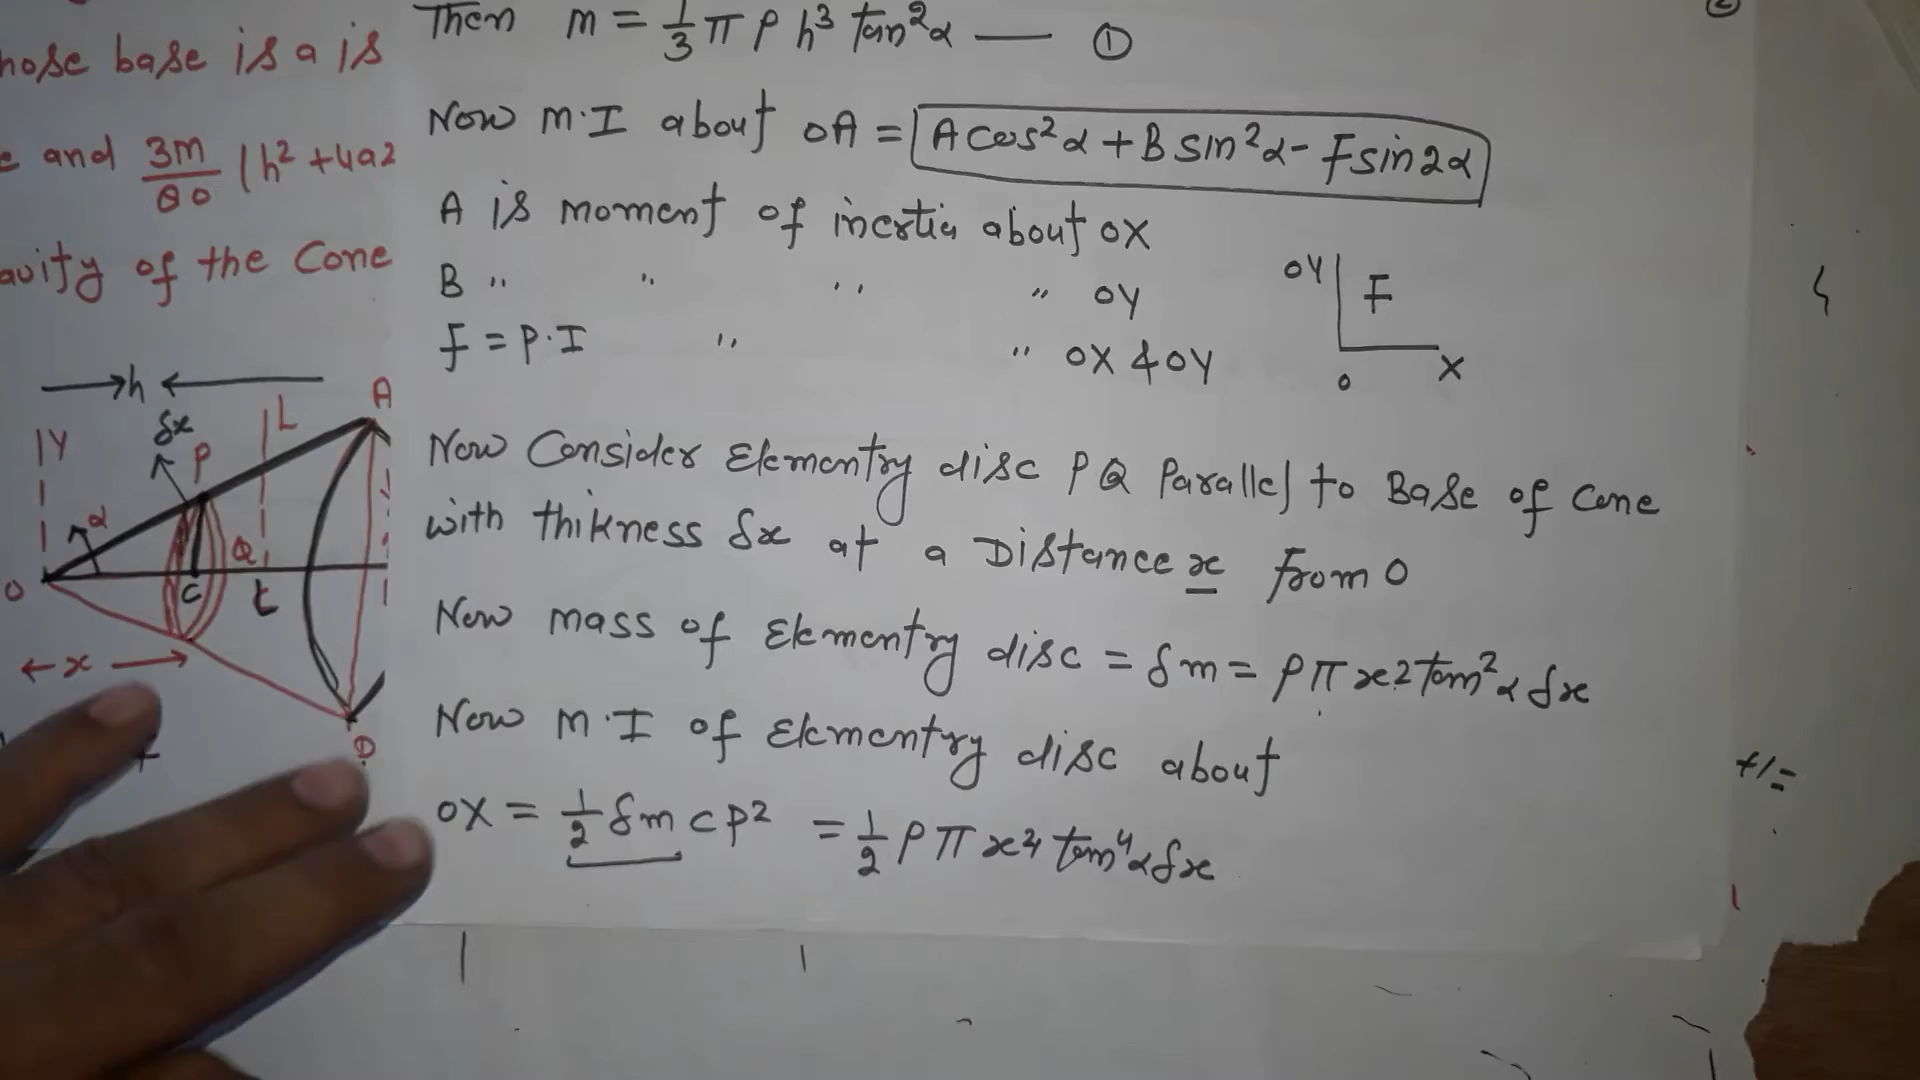 hose base is a is
e and 3m/80 (h² + 4a2
avity of the Cone
→h←
δx
A
L
Y
P
α
Q
O
C
t
← x →
D
Then m = 1/3 π ρ h³ tan²α — ①
Now M·I about OA = A cos²α + B sin²α - F sin2α
A is moment of inertia about OX
B " " " " OY
F = P·I " " OX & OY
OY
F
O
X
Now Consider Elementry disc PQ Parallel to Base of Cone
with thikness δx at a Distance x from O
Now mass of Elementry disc = δm = ρπx2 tan²α δx
Now M·I of Elementry disc about
OX = 1/2 δm CP² = 1/2 ρπ x4 tan⁴α δx
+/=